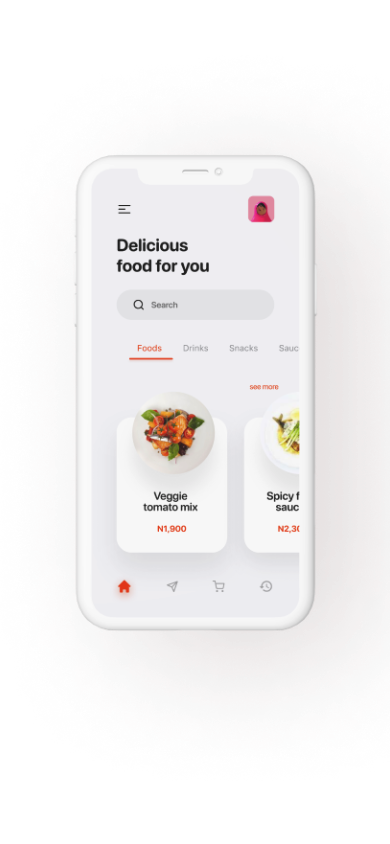 Delicious
food for you
Search
Foods Drinks Snacks Sauc
see more
Veggie
tomato mix
N1,900
Spicy f
sauc
N2,30